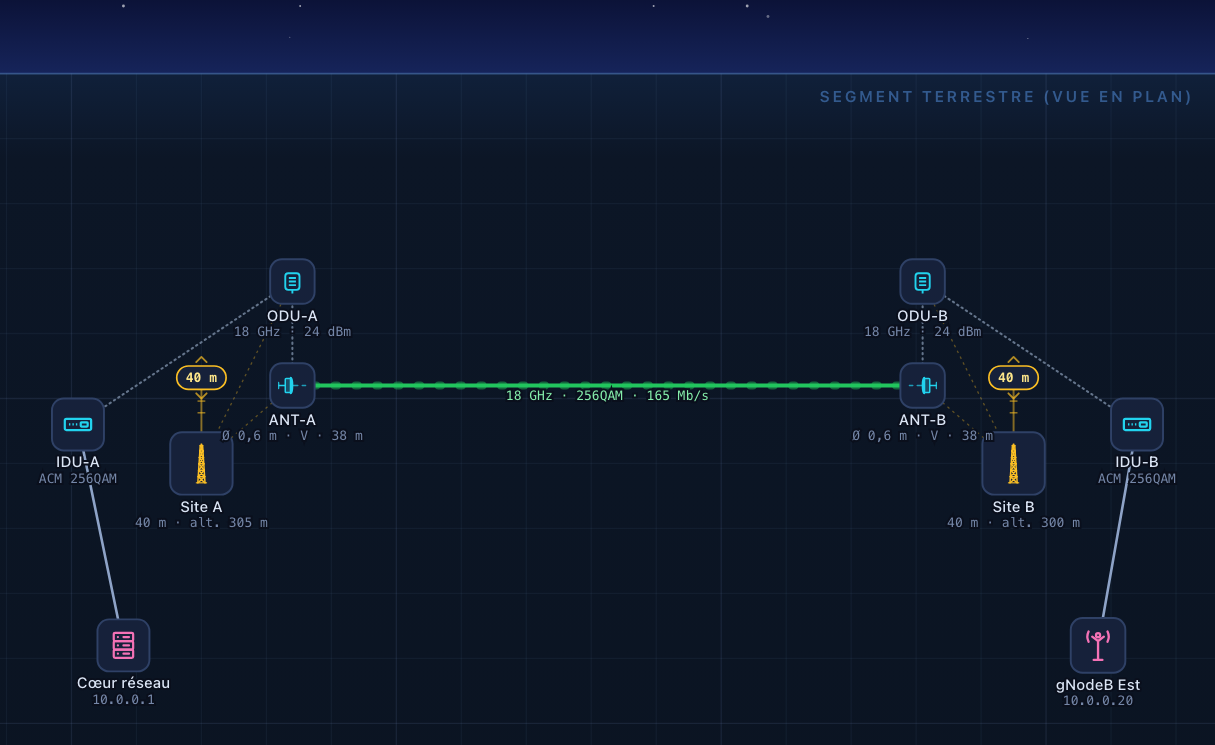 SEGMENT TERRESTRE (VUE EN PLAN)
ODU-A
18 GHz · 24 dBm
ODU-B
18 GHz · 24 dBm
40 m
40 m
18 GHz · 256QAM · 165 Mb/s
ANT-A
Ø 0,6 m · V · 38 m
ANT-B
Ø 0,6 m · V · 38 m
IDU-A
ACM 256QAM
IDU-B
ACM 256QAM
Site A
40 m · alt. 305 m
Site B
40 m · alt. 300 m
Cœur réseau
10.0.0.1
gNodeB Est
10.0.0.20